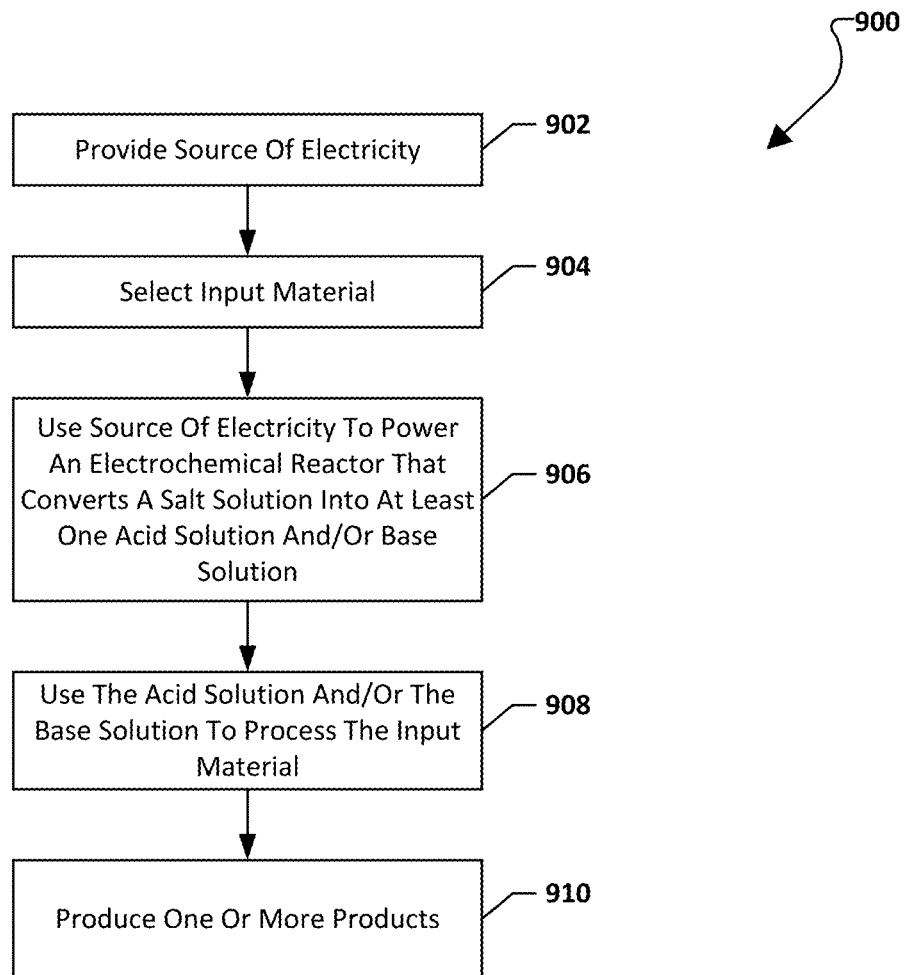 900
Provide Source Of Electricity
902
Select Input Material
904
Use Source Of Electricity To Power
An Electrochemical Reactor That
Converts A Salt Solution Into At Least
One Acid Solution And/Or Base
Solution
906
Use The Acid Solution And/Or The
Base Solution To Process The Input
Material
908
Produce One Or More Products
910